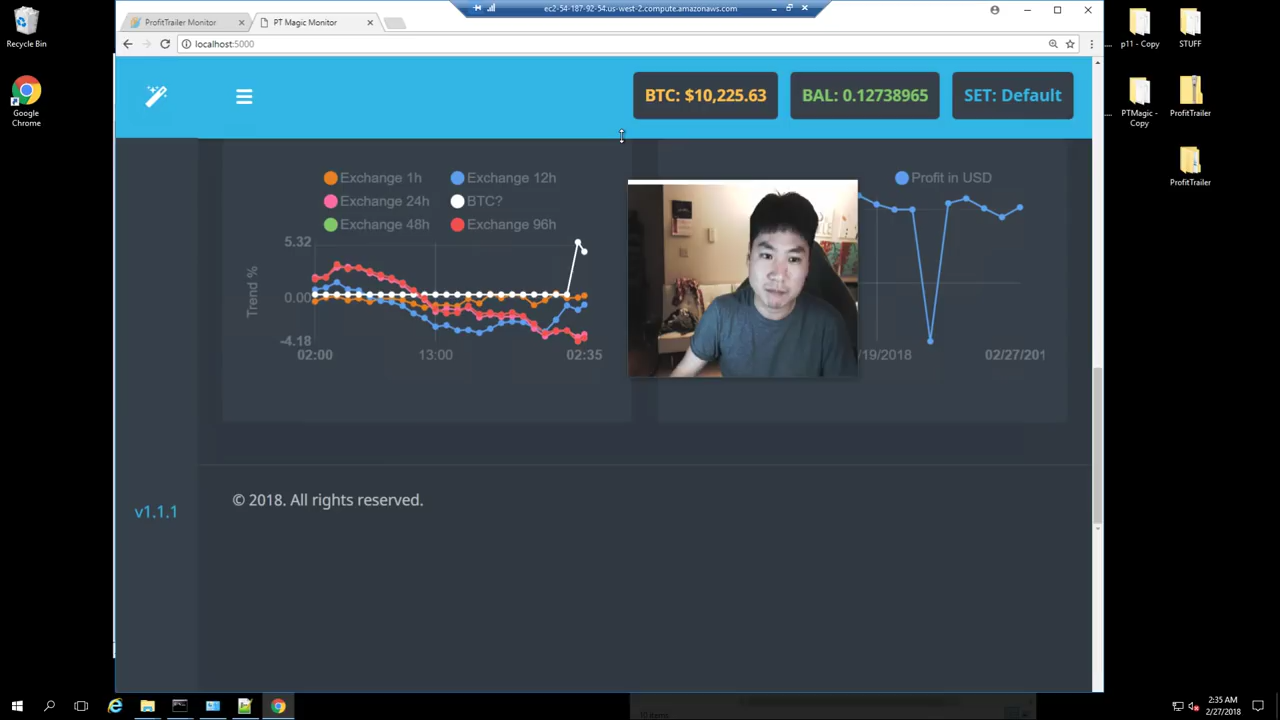 ec2-54-187-92-54.us-west-2.compute.amazonaws.com
ProfitTrailer Monitor
PT Magic Monitor
localhost:5000
BTC: $10,225.63
BAL: 0.12738965
SET: Default
Exchange 1h
Exchange 12h
Exchange 24h
BTC?
Exchange 48h
Exchange 96h
Trend %
5.32
0.00
-4.18
02:00
13:00
02:35
Profit in USD
/19/2018
02/27/201
© 2018. All rights reserved.
v1.1.1
Recycle Bin
Google
Chrome
p11 - Copy
STUFF
PTMagic -
Copy
ProfitTrailer
ProfitTrailer
10 items
2:35 AM
2/27/2018